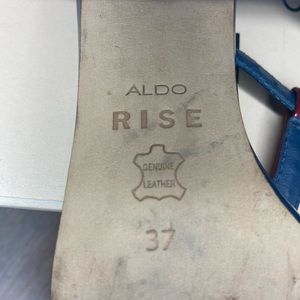 ALDO
RISE
GENUINE
LEATHER
37